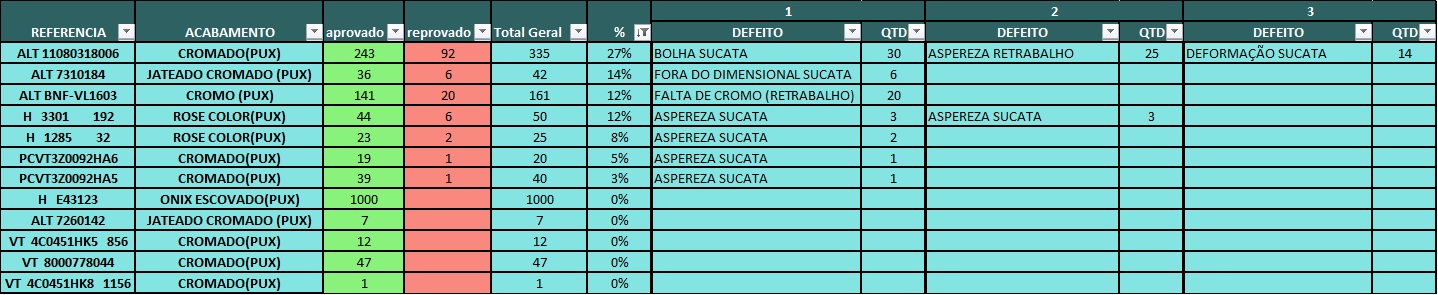 1 2 3
REFERENCIA ACABAMENTO aprovado reprovado Total Geral % DEFEITO QTD DEFEITO QTD DEFEITO QTD
ALT 11080318006 CROMADO(PUX) 243 92 335 27% BOLHA SUCATA 30 ASPEREZA RETRABALHO 25 DEFORMAÇÃO SUCATA 14
ALT 7310184 JATEADO CROMADO (PUX) 36 6 42 14% FORA DO DIMENSIONAL SUCATA 6
ALT BNF-VL1603 CROMO (PUX) 141 20 161 12% FALTA DE CROMO (RETRABALHO) 20
H 3301 192 ROSE COLOR(PUX) 44 6 50 12% ASPEREZA SUCATA 3 ASPEREZA SUCATA 3
H 1285 32 ROSE COLOR(PUX) 23 2 25 8% ASPEREZA SUCATA 2
PCVT3Z0092HA6 CROMADO(PUX) 19 1 20 5% ASPEREZA SUCATA 1
PCVT3Z0092HA5 CROMADO(PUX) 39 1 40 3% ASPEREZA SUCATA 1
H E43123 ONIX ESCOVADO(PUX) 1000 1000 0%
ALT 7260142 JATEADO CROMADO (PUX) 7 7 0%
VT 4C0451HK5 856 CROMADO(PUX) 12 12 0%
VT 8000778044 CROMADO(PUX) 47 47 0%
VT 4C0451HK8 1156 CROMADO(PUX) 1 1 0%